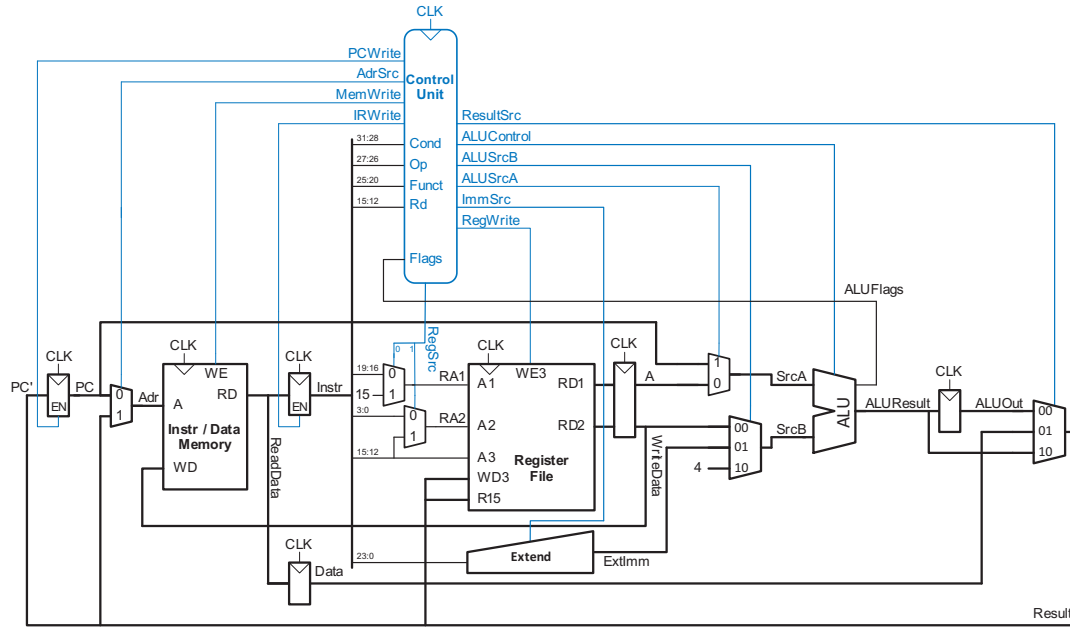 CLK
PCWrite
AdrSrc
MemWrite
IRWrite
Control
Unit
ResultSrc
ALUControl
ALUSrcB
ALUSrcA
ImmSrc
RegWrite
31:28
Cond
27:26
Op
25:20
Funct
15:12
Rd
Flags
ALUFlags
RegSrc
0 1
CLK
PC'
EN
PC
0
1
Adr
CLK
WE
A
RD
Instr / Data
Memory
WD
ReadData
CLK
EN
Instr
19:16
15
0
1
RA1
3:0
0
1
RA2
15:12
CLK
WE3
A1
RD1
A2
RD2
A3
WD3
R15
Register
File
CLK
A
WriteData
1
0
SrcA
00
01
4
10
SrcB
ALU
ALUResult
CLK
ALUOut
00
01
10
23:0
Extend
ExtImm
CLK
Data
Result